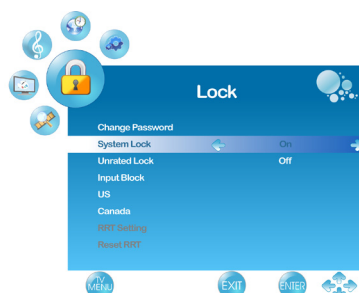 Lock
Change Password
System Lock On
Unrated Lock Off
Input Block
US
Canada
RRT Setting
Reset RRT
TV MENU EXIT ENTER